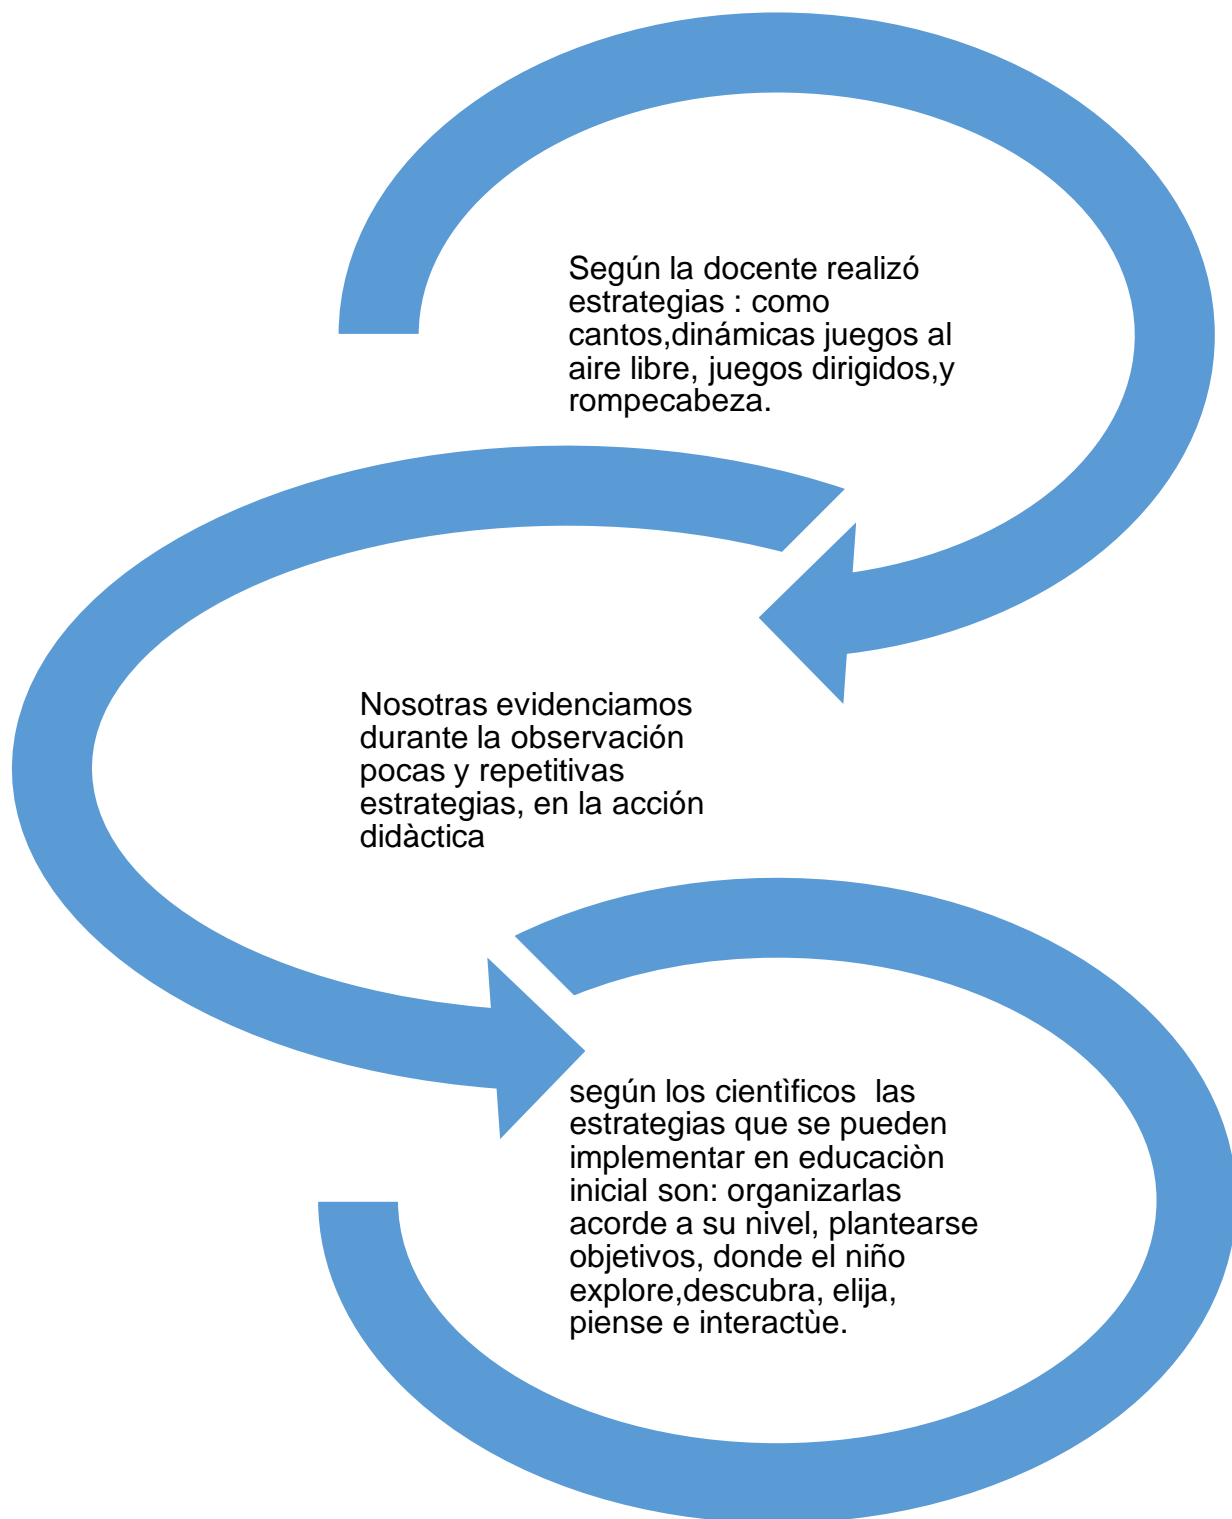 Según la docente realizó
estrategias : como
cantos,dinámicas juegos al
aire libre, juegos dirigidos,y
rompecabeza.
Nosotras evidenciamos
durante la observación
pocas y repetitivas
estrategias, en la acción
didàctica
según los cientìficos  las
estrategias que se pueden
implementar en educaciòn
inicial son: organizarlas
acorde a su nivel, plantearse
objetivos, donde el niño
explore,descubra, elija,
piense e interactùe.